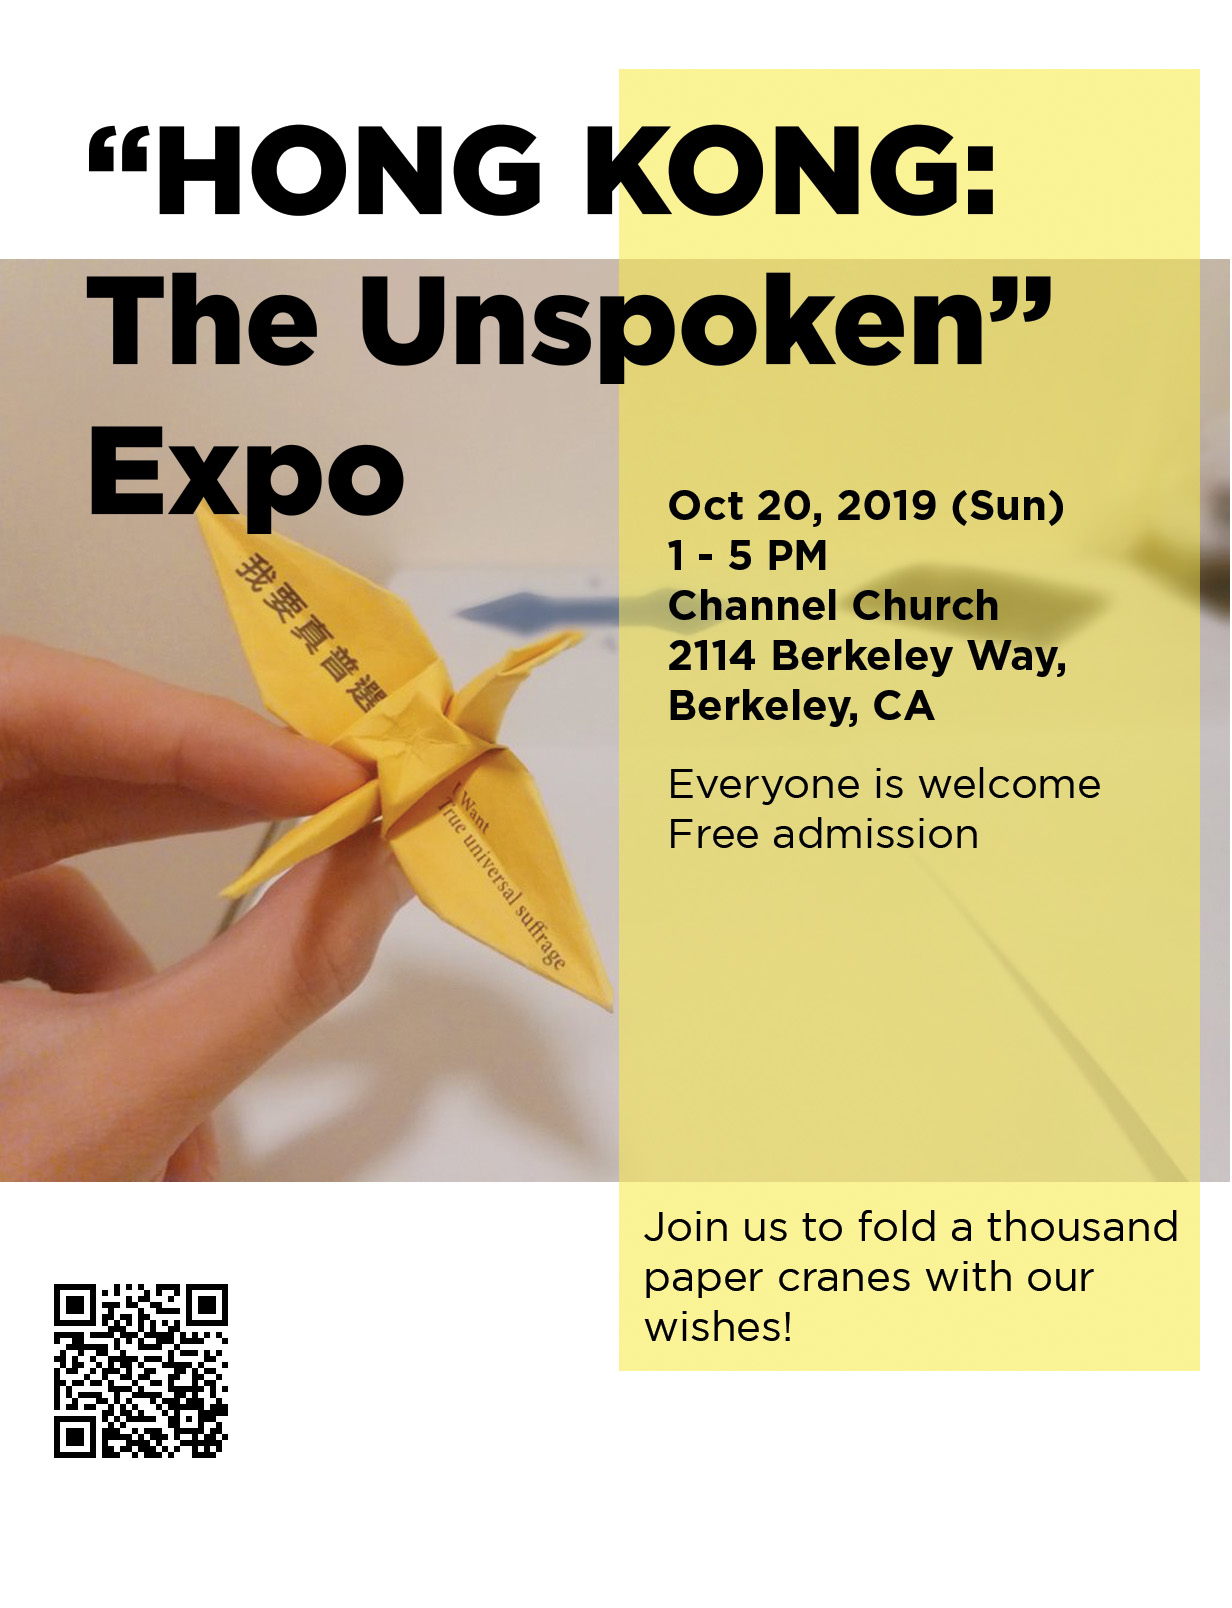 “HONG KONG:
The Unspoken”
Expo
Oct 20, 2019 (Sun)
1 - 5 PM
Channel Church
2114 Berkeley Way,
Berkeley, CA
Everyone is welcome
Free admission
我要真普選
I Want
True universal suffrage
Join us to fold a thousand
paper cranes with our
wishes!